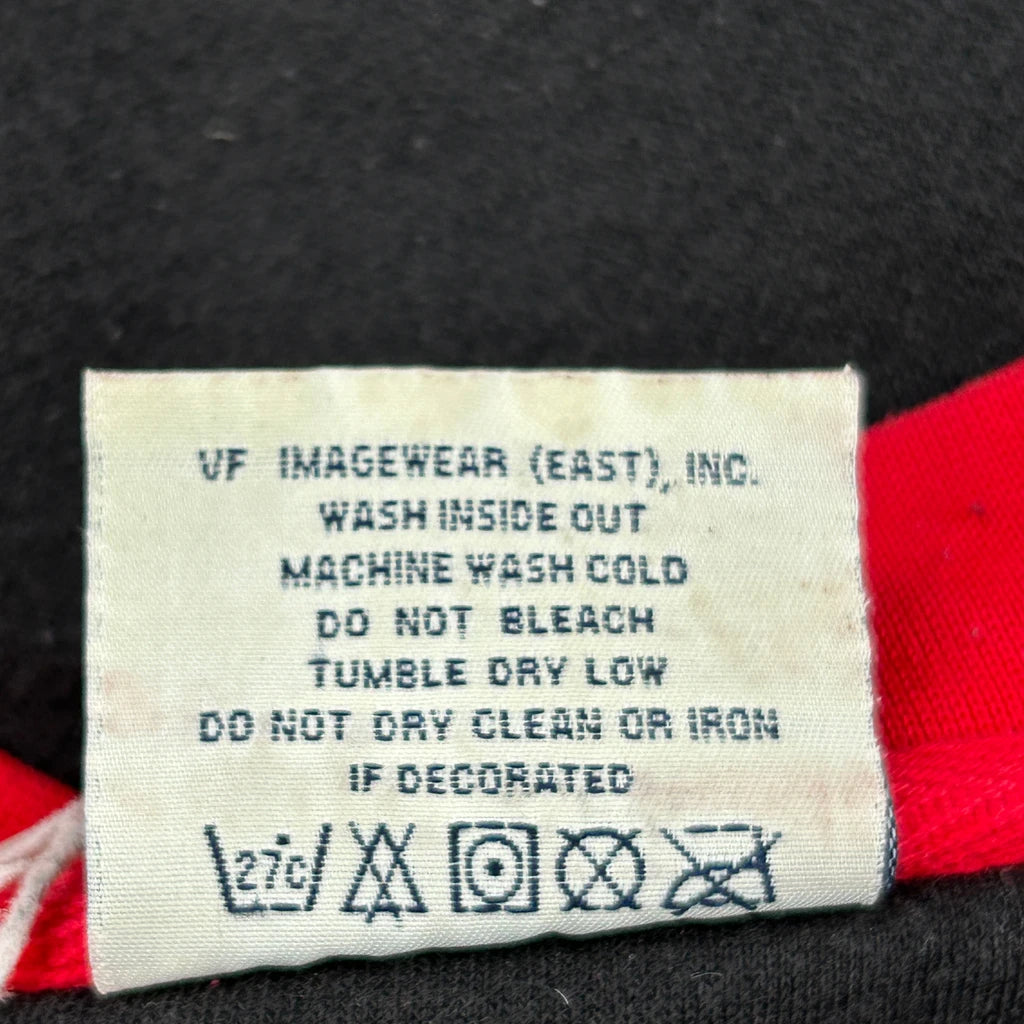 VF IMAGEWEAR (EAST), INC.
WASH INSIDE OUT
MACHINE WASH COLD
DO NOT BLEACH
TUMBLE DRY LOW
DO NOT DRY CLEAN OR IRON
IF DECORATED
27C